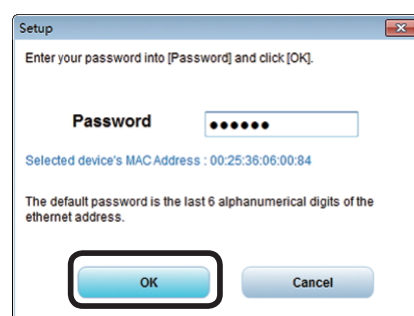 Setup
Enter your password into [Password] and click [OK].
Password ●●●●●●
Selected device's MAC Address : 00:25:36:06:00:84
The default password is the last 6 alphanumerical digits of the
ethernet address.
OK Cancel